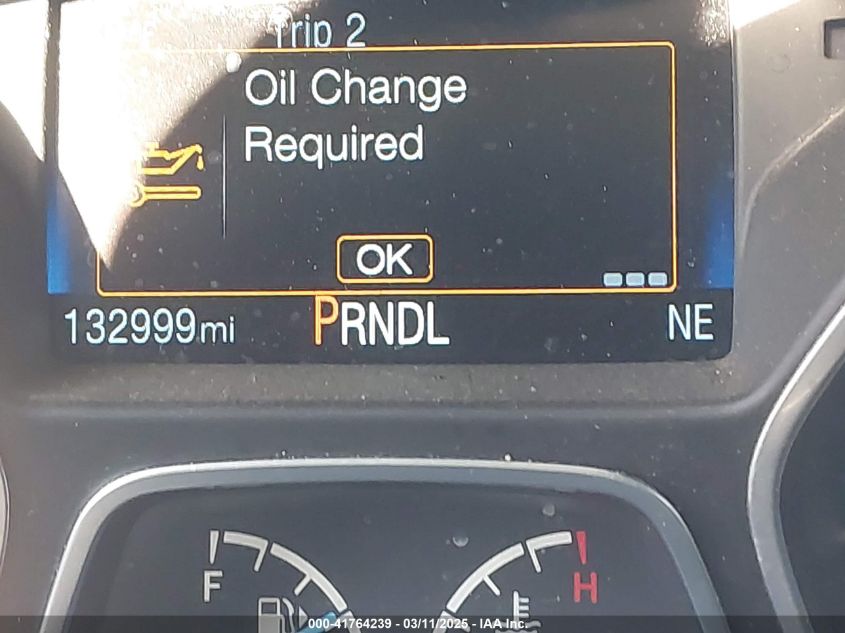 Trip 2
Oil Change
Required
OK
132999mi
PRNDL
NE
F
H
000-41764239 - 03/11/2025 - IAA Inc.